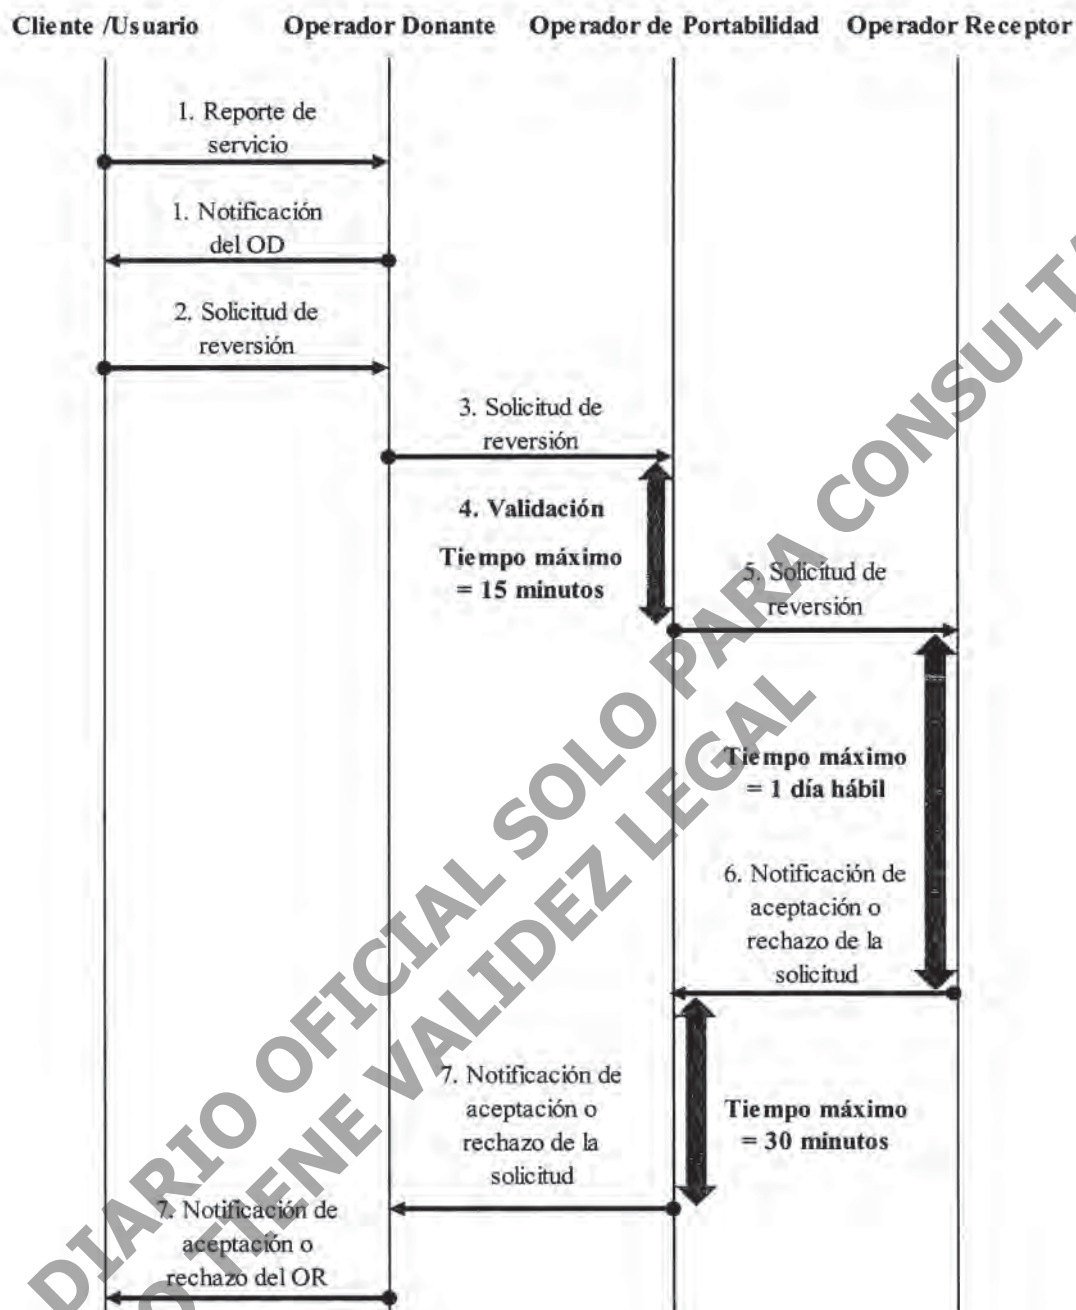 Cliente /Usuario Operador Donante Operador de Portabilidad Operador Receptor
1. Reporte de
servicio
1. Notificación
del OD
2. Solicitud de
reversión
3. Solicitud de
reversión
4. Validación
Tiempo máximo
= 15 minutos
5. Solicitud de
reversión
Tiempo máximo
= 1 día hábil
6. Notificación de
aceptación o
rechazo de la
solicitud
7. Notificación de
aceptación o
rechazo de la
solicitud
Tiempo máximo
= 30 minutos
7. Notificación de
aceptación o
rechazo del OR
DIARIO OFICIAL SOLO PARA CONSULTA
NO TIENE VALIDEZ LEGAL